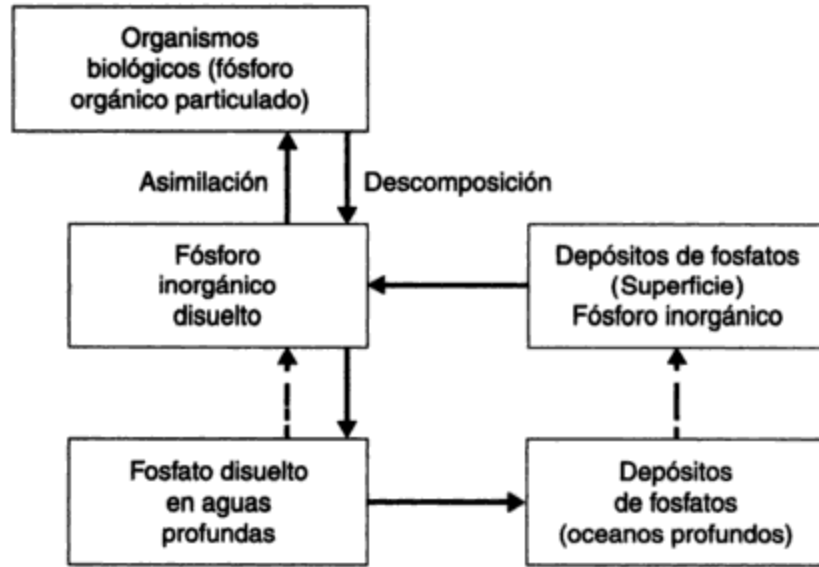 Organismos
biológicos (fósforo
orgánico particulado)
Asimilación
Descomposición
Fósforo
inorgánico
disuelto
Depósitos de fosfatos
(Superficie)
Fósforo inorgánico
Fosfato disuelto
en aguas
profundas
Depósitos
de fosfatos
(oceanos profundos)